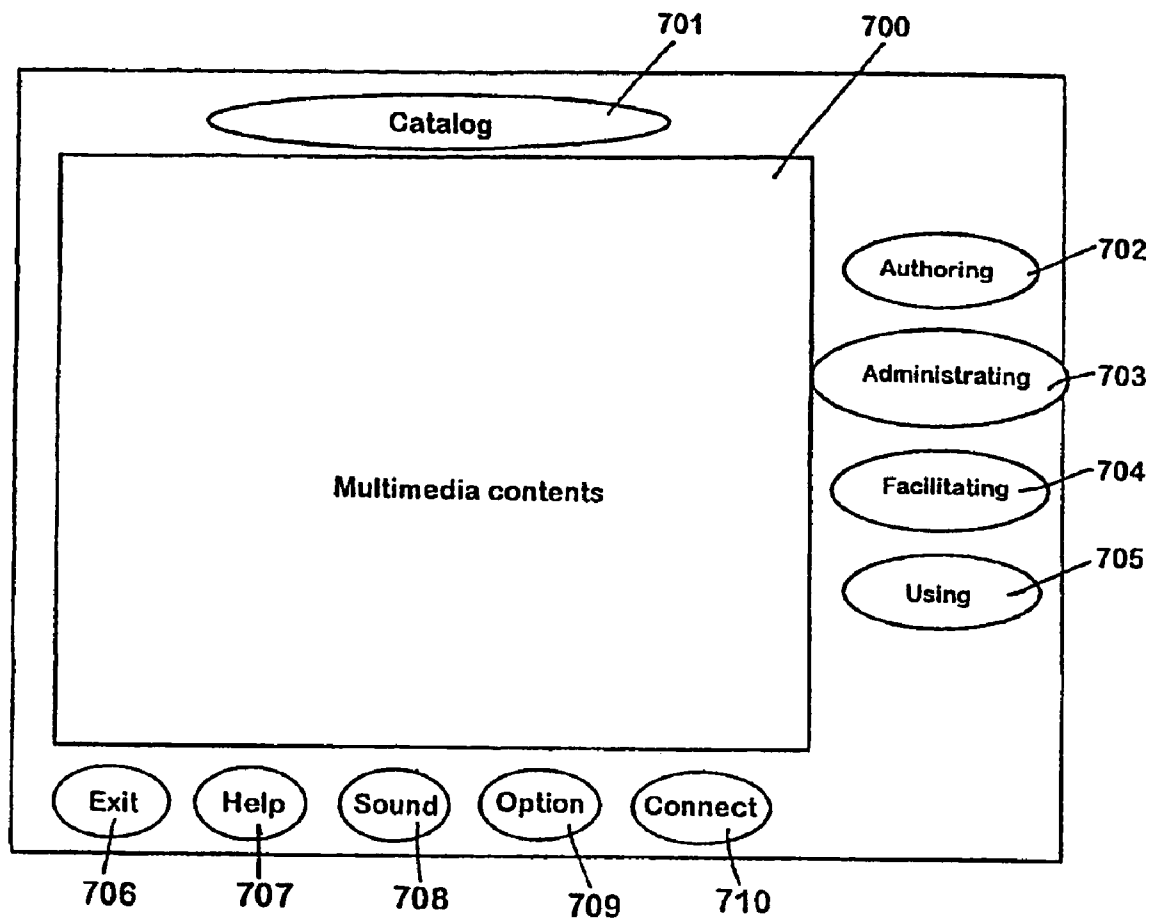 701
700
Catalog
702
Authoring
Administrating
703
Facilitating
704
705
Using
Multimedia contents
Exit
Help
Sound
Option
Connect
706
707
708
709
710